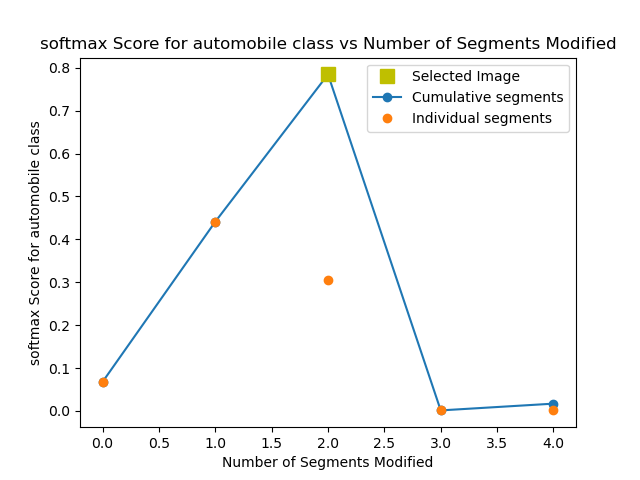 softmax Score for automobile class vs Number of Segments Modified
softmax Score for automobile class
0.8
0.7
0.6
0.5
0.4
0.3
0.2
0.1
0.0
Selected Image
Cumulative segments
Individual segments
0.0 0.5 1.0 1.5 2.0 2.5 3.0 3.5 4.0
Number of Segments Modified